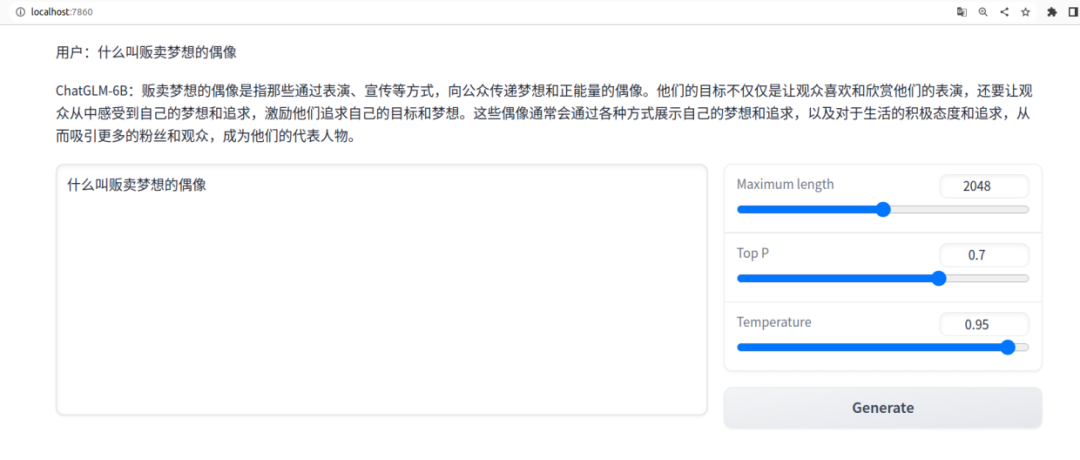 localhost:7860
用户：什么叫贩卖梦想的偶像
ChatGLM-6B：贩卖梦想的偶像是指那些通过表演、宣传等方式，向公众传递梦想和正能量的偶像。他们的目标不仅仅是让观众喜欢和欣赏他们的表演，还要让观
众从中感受到自己的梦想和追求，激励他们追求自己的目标和梦想。这些偶像通常会通过各种方式展示自己的梦想和追求，以及对于生活的积极态度和追求，从
而吸引更多的粉丝和观众，成为他们的代表人物。
什么叫贩卖梦想的偶像
Maximum length
2048
Top P
0.7
Temperature
0.95
Generate